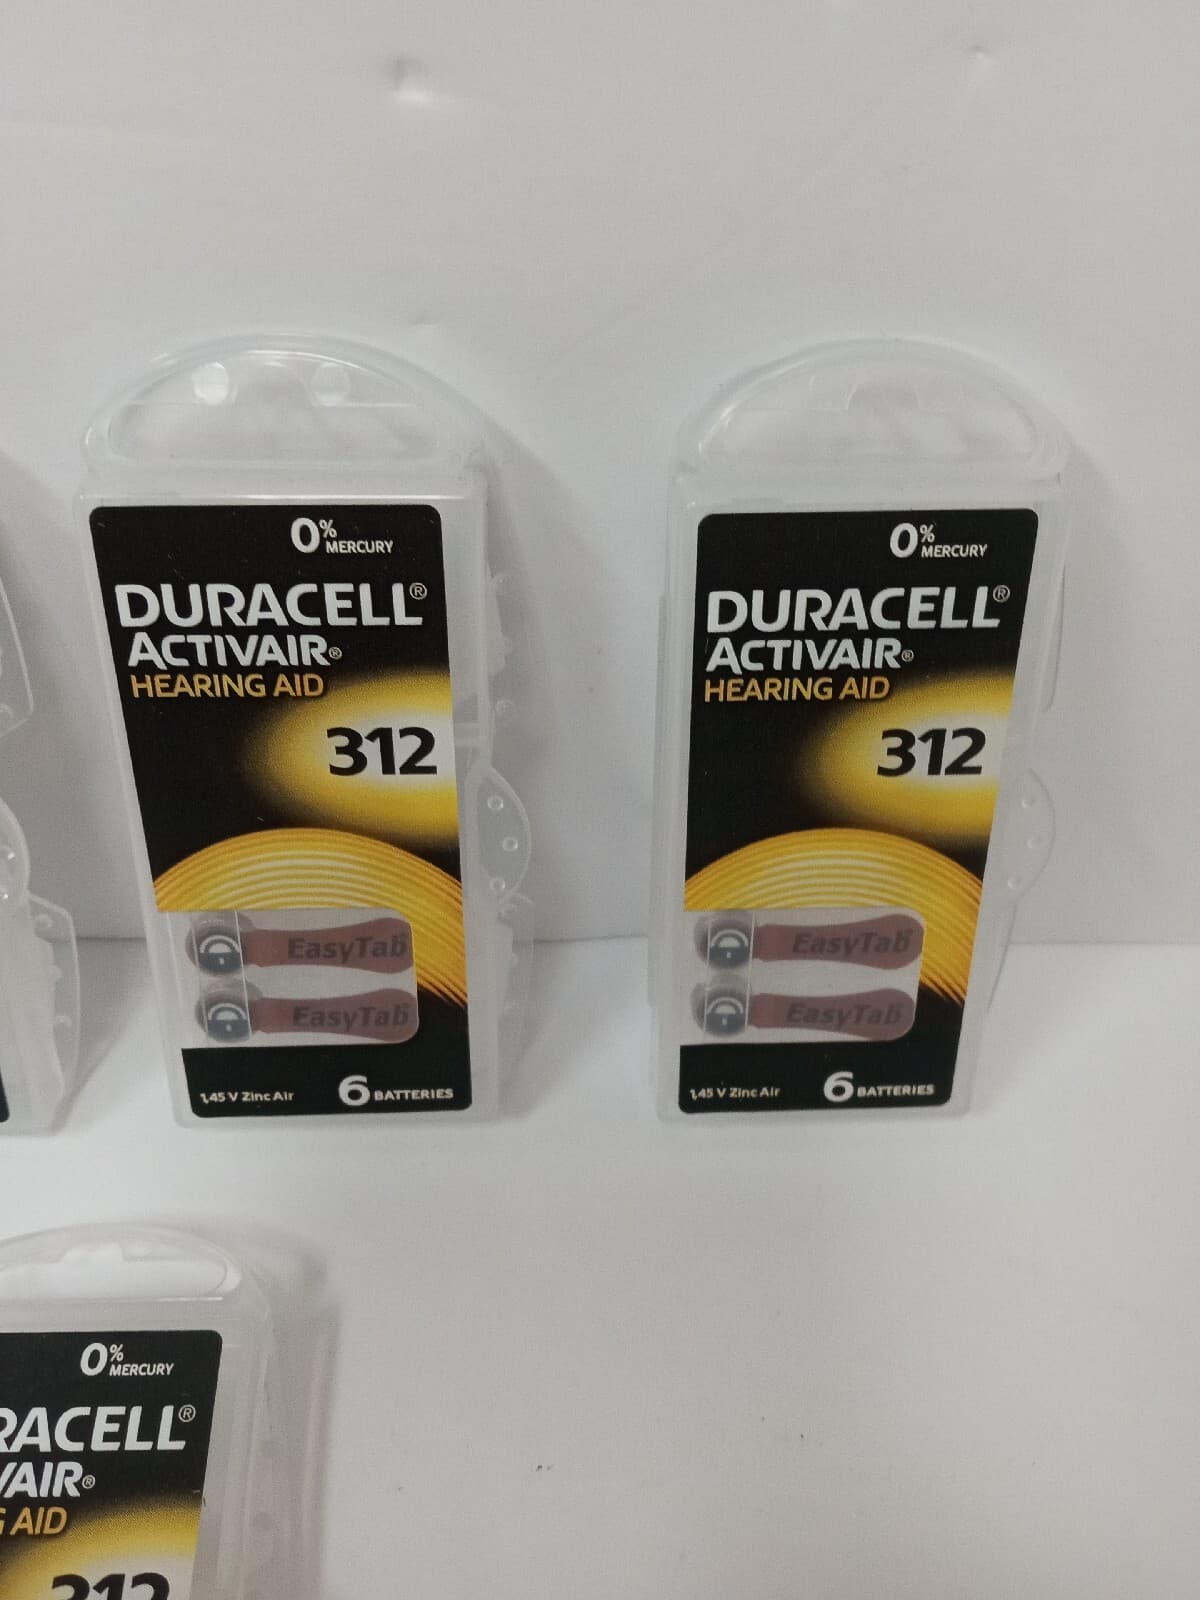 0% MERCURY
DURACELL®
ACTIVAIR®
HEARING AID
312
EasyTab
EasyTab
1,45 V Zinc Air
6 BATTERIES
0% MERCURY
DURACELL®
ACTIVAIR®
HEARING AID
312
EasyTab
EasyTab
1,45 V Zinc Air
6 BATTERIES
0% MERCURY
RACELL®
VAIR®
G AID
312